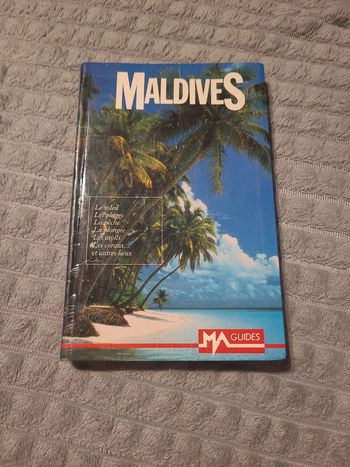 MALDIVES
Le soleil
Les plages
La pêche
La plongée
Les atolls
Les coraux
et autres lieux
MA GUIDES